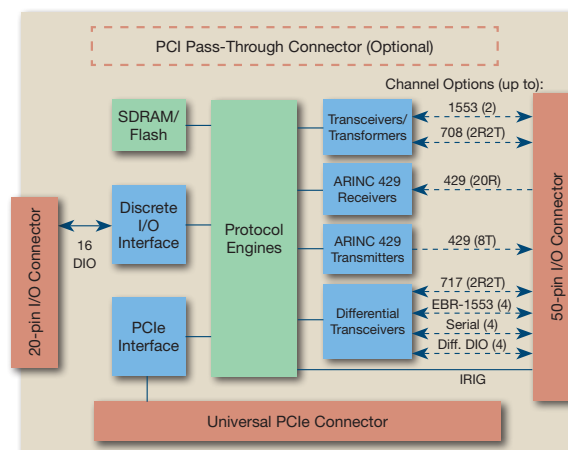 PCI Pass-Through Connector (Optional)
Channel Options (up to):
SDRAM/
Flash
Transceivers/
Transformers
1553 (2)
708 (2R2T)
ARINC 429
Receivers
429 (20R)
Discrete
I/O
Interface
16
DIO
20-pin I/O Connector
Protocol
Engines
ARINC 429
Transmitters
429 (8T)
50-pin I/O Connector
717 (2R2T)
EBR-1553 (4)
Serial (4)
Diff. DIO (4)
Differential
Transceivers
PCIe
Interface
IRIG
Universal PCIe Connector